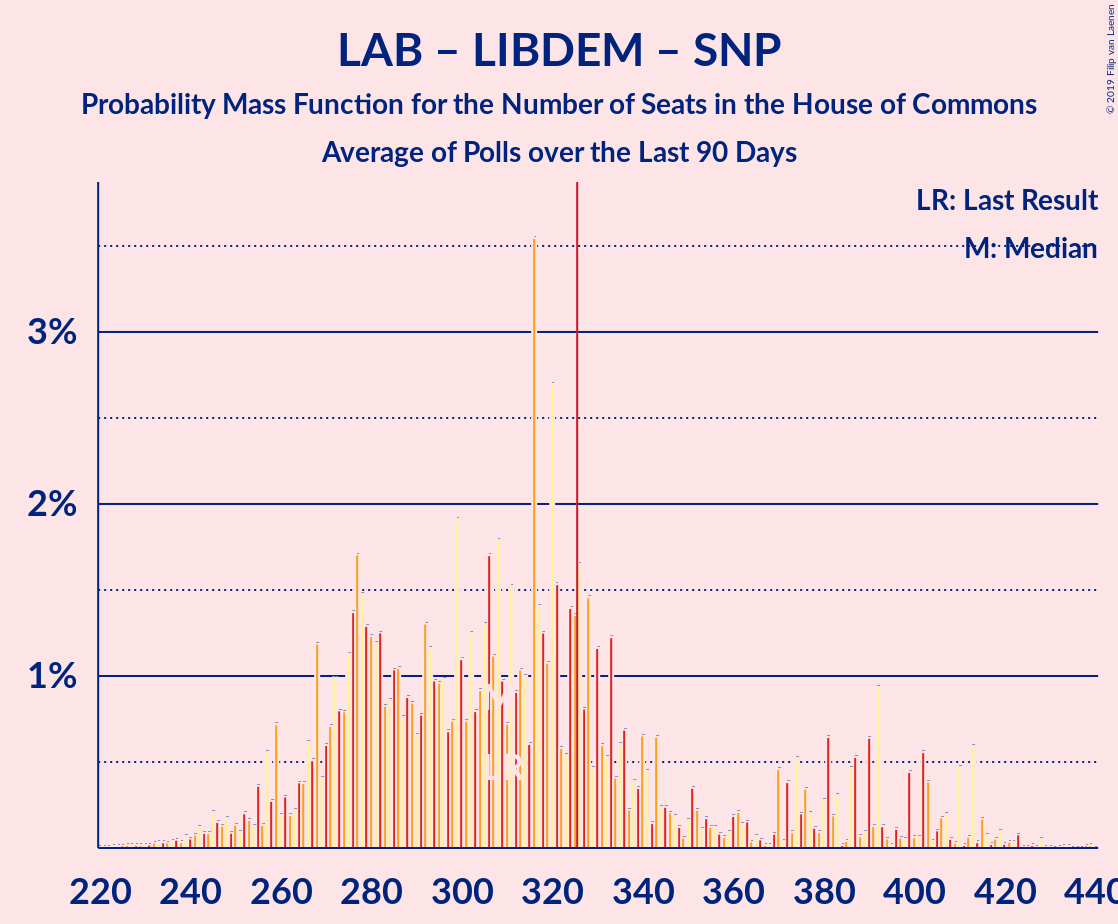 LAB – LIBDEM – SNP
Probability Mass Function for the Number of Seats in the House of Commons
Average of Polls over the Last 90 Days
© 2019 Filip van Laenen
LR: Last Result
M: Median
3%
2%
1%
M
LR
220 240 260 280 300 320 340 360 380 400 420 440